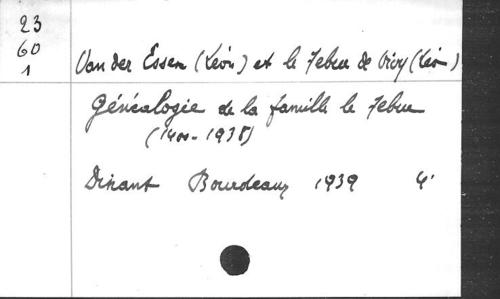 23
60
1
Van der Essen (Léon) et le Febve de Vivy (Léon)
Généalogie de la famille le Febve
(1400-1938)
Dinant Bourdeaux 1939 4°